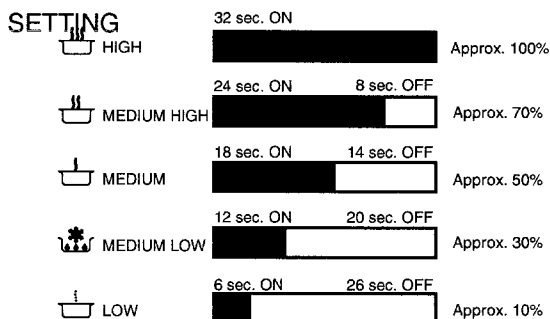 SETTING
32 sec. ON
HIGH Approx. 100%
24 sec. ON 8 sec. OFF
MEDIUM HIGH Approx. 70%
18 sec. ON 14 sec. OFF
MEDIUM Approx. 50%
12 sec. ON 20 sec. OFF
MEDIUM LOW Approx. 30%
6 sec. ON 26 sec. OFF
LOW Approx. 10%